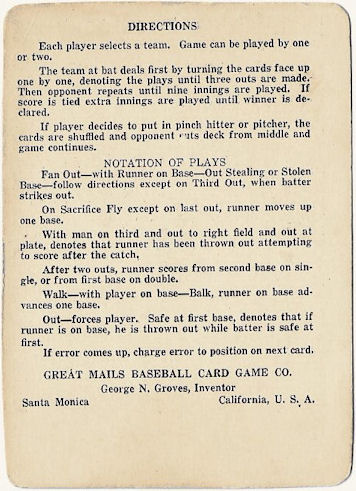 DIRECTIONS
Each player selects a team. Game can be played by one
or two.
The team at bat deals first by turning the cards face up
one by one, denoting the plays until three outs are made.
Then opponent repeats until nine innings are played. If
score is tied extra innings are played until winner is de-
clared.
If player decides to put in pinch hitter or pitcher, the
cards are shuffled and opponent cuts deck from middle and
game continues.
NOTATION OF PLAYS
Fan Out—with Runner on Base—Out Stealing or Stolen
Base—follow directions except on Third Out, when batter
strikes out.
On Sacrifice Fly except on last out, runner moves up
one base.
With man on third and out to right field and out at
plate, denotes that runner has been thrown out attempting
to score after the catch,
After two outs, runner scores from second base on sin-
gle, or from first base on double.
Walk—with player on base—Balk, runner on base ad-
vances one base.
Out—forces player. Safe at first base, denotes that if
runner is on base, he is thrown out while batter is safe at
first.
If error comes up, charge error to position on next card.
GREAT MAILS BASEBALL CARD GAME CO.
George N. Groves, Inventor
Santa Monica California, U. S. A.